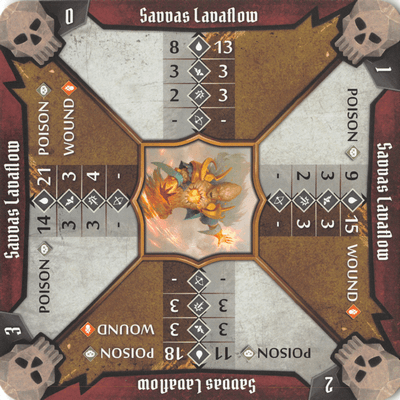 0
Savvas Lavaflow
8 13
3 3
2 3
- -
1
Savvas Lavaflow
POISON 9 15 WOUND
3 3
2 3
- -
2
Savvas Lavaflow
POISON 11 18 POISON
3 3 WOUND
3 3
- -
3
Savvas Lavaflow
POISON 14 21 POISON
3 3 WOUND
3 4
- -